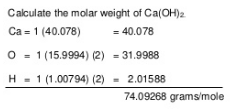 Calculate the molar weight of Ca(OH)₂.
Ca = 1 (40.078) = 40.078
O = 1 (15.9994) (2) = 31.9988
H = 1 (1.00794) (2) = 2.01588
74.09268 grams/mole